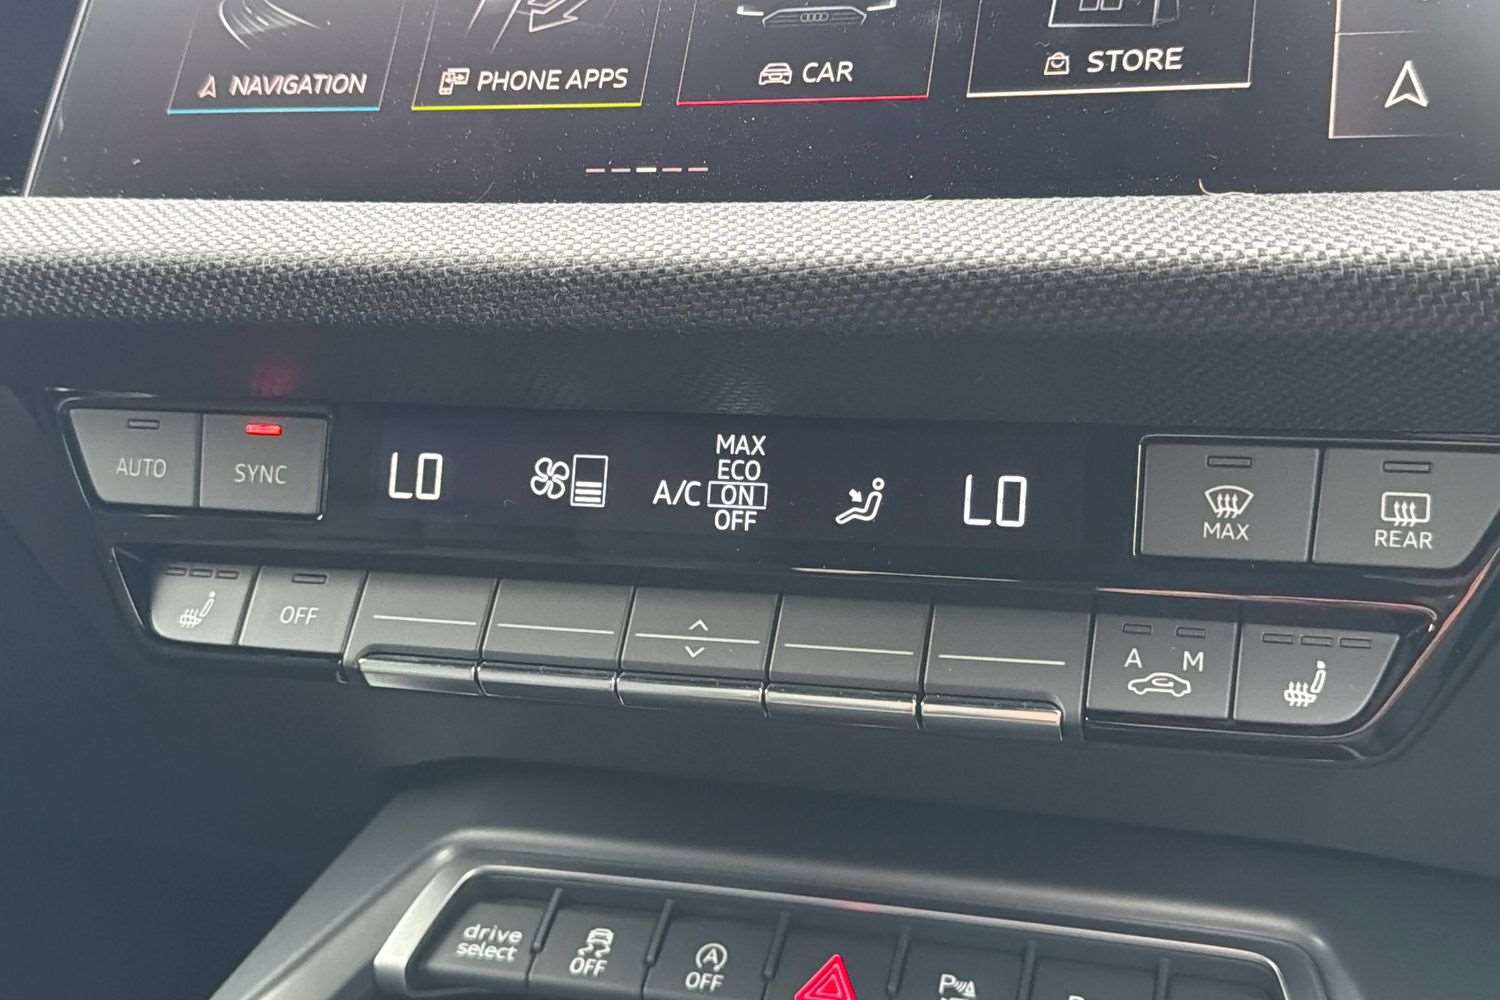 NAVIGATION
PHONE APPS
CAR
STORE
AUTO
SYNC
LO
A/C
MAX
ECO
ON
OFF
LO
MAX
REAR
OFF
A M
drive
select
OFF
A
OFF
P